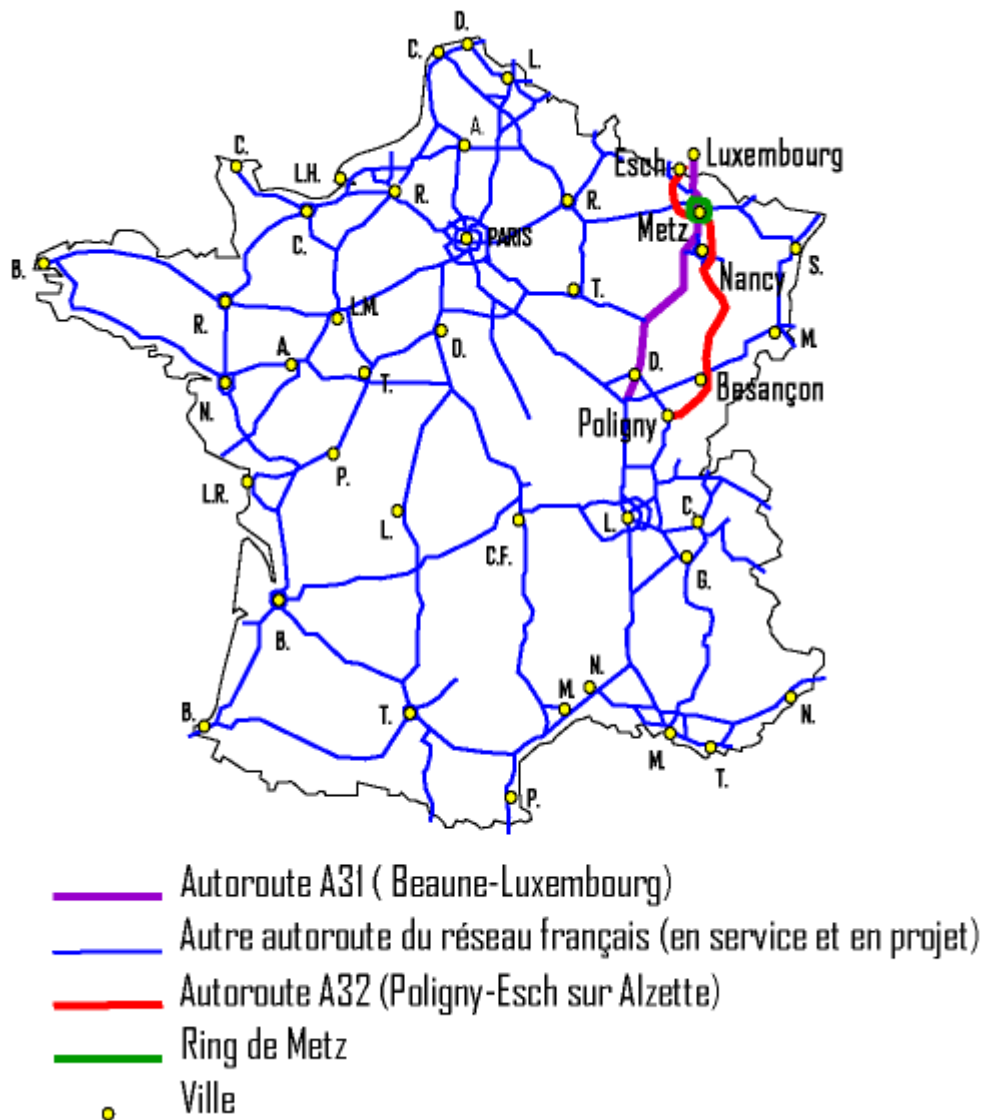 D.
C.
L.
A.
C.
L.H.
Esch
Luxembourg
R.
R.
Metz
C.
PARIS
B.
S.
Nancy
T.
L.M.
R.
D.
M.
A.
D.
T.
Besançon
N.
Poligny
P.
L.R.
L.
C.
L.
C.F.
G.
B.
N.
M.
B.
T.
N.
M.
T.
P.
Autoroute A31 ( Beaune-Luxembourg)
Autre autoroute du réseau français (en service et en projet)
Autoroute A32 (Poligny-Esch sur Alzette)
Ring de Metz
Ville